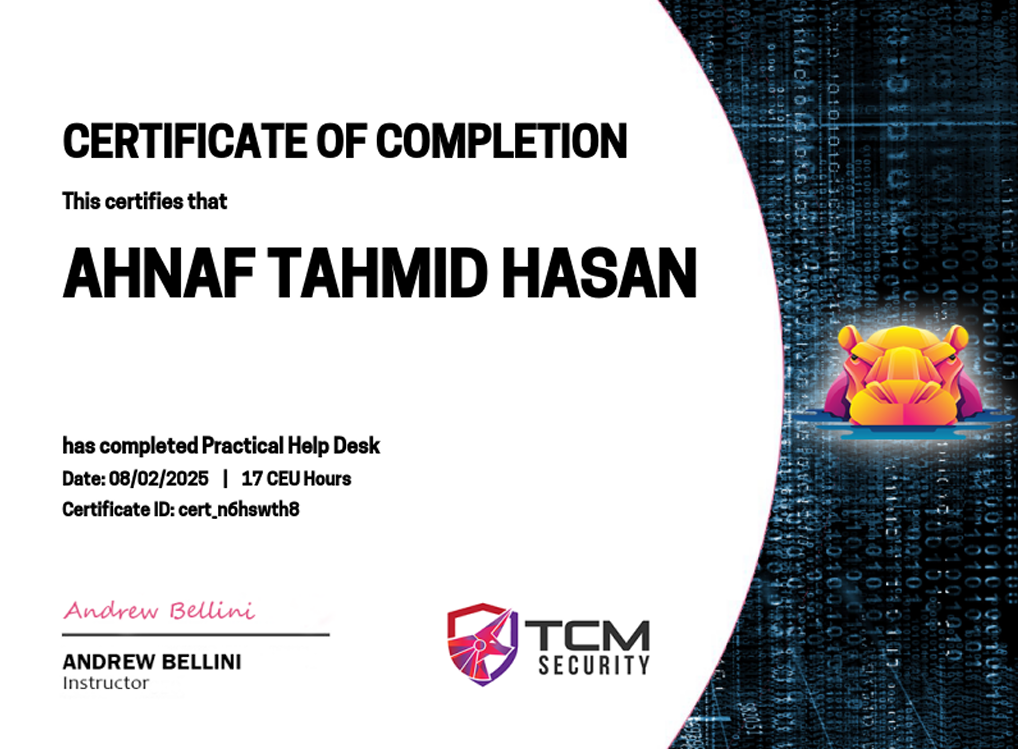 CERTIFICATE OF COMPLETION
This certifies that
AHNAF TAHMID HASAN
has completed Practical Help Desk
Date: 08/02/2025 | 17 CEU Hours
Certificate ID: cert_n6hswth8
Andrew Bellini
ANDREW BELLINI
Instructor
TCM
SECURITY